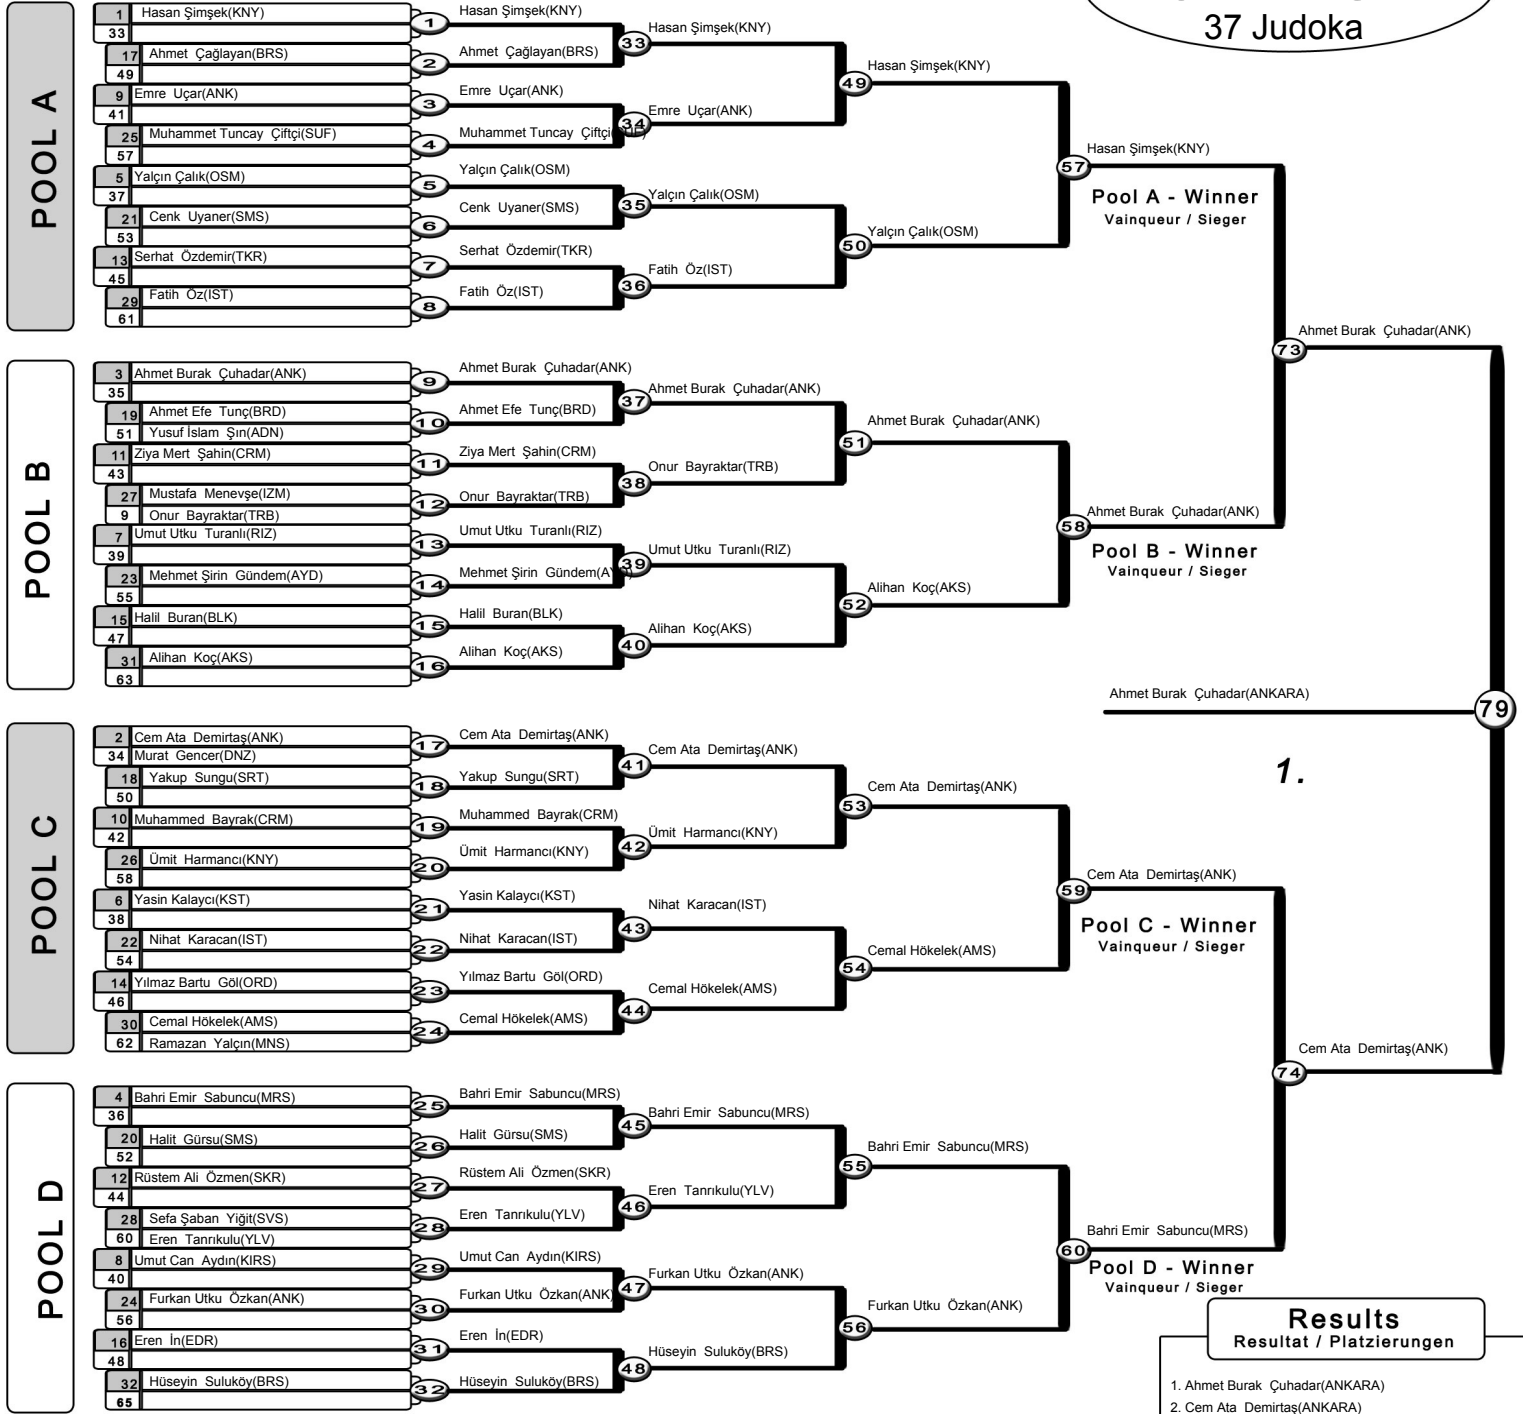 37 Judoka
POOL A
1 Hasan Şimşek(KNY)
33
17 Ahmet Çağlayan(BRS)
49
9 Emre Uçar(ANK)
41
25 Muhammet Tuncay Çiftçi(SUF)
57
5 Yalçın Çalık(OSM)
37
21 Cenk Uyaner(SMS)
53
13 Serhat Özdemir(TKR)
45
29 Fatih Öz(IST)
61
1 Hasan Şimşek(KNY)
2 Ahmet Çağlayan(BRS)
3 Emre Uçar(ANK)
4 Muhammet Tuncay Çiftçi(SUF)
5 Yalçın Çalık(OSM)
6 Cenk Uyaner(SMS)
7 Serhat Özdemir(TKR)
8 Fatih Öz(IST)
33 Hasan Şimşek(KNY)
34 Emre Uçar(ANK)
35 Yalçın Çalık(OSM)
36 Fatih Öz(IST)
49 Hasan Şimşek(KNY)
50 Yalçın Çalık(OSM)
57 Hasan Şimşek(KNY)
Pool A - Winner
Vainqueur / Sieger
POOL B
3 Ahmet Burak Çuhadar(ANK)
35
19 Ahmet Efe Tunç(BRD)
51 Yusuf İslam Şın(ADN)
11 Ziya Mert Şahin(CRM)
43
27 Mustafa Menevşe(IZM)
9 Onur Bayraktar(TRB)
7 Umut Utku Turanlı(RIZ)
39
23 Mehmet Şirin Gündem(AYD)
55
15 Halil Buran(BLK)
47
31 Alihan Koç(AKS)
63
9 Ahmet Burak Çuhadar(ANK)
10 Ahmet Efe Tunç(BRD)
11 Ziya Mert Şahin(CRM)
12 Onur Bayraktar(TRB)
13 Umut Utku Turanlı(RIZ)
14 Mehmet Şirin Gündem(AYD)
15 Halil Buran(BLK)
16 Alihan Koç(AKS)
37 Ahmet Burak Çuhadar(ANK)
38 Onur Bayraktar(TRB)
39 Umut Utku Turanlı(RIZ)
40 Alihan Koç(AKS)
51 Ahmet Burak Çuhadar(ANK)
52 Alihan Koç(AKS)
58 Ahmet Burak Çuhadar(ANK)
Pool B - Winner
Vainqueur / Sieger
73 Ahmet Burak Çuhadar(ANK)
Ahmet Burak Çuhadar(ANKARA) 79
1.
POOL C
2 Cem Ata Demirtaş(ANK)
34 Murat Gencer(DNZ)
18 Yakup Sungu(SRT)
50
10 Muhammed Bayrak(CRM)
42
26 Ümit Harmancı(KNY)
58
6 Yasin Kalaycı(KST)
38
22 Nihat Karacan(IST)
54
14 Yılmaz Bartu Göl(ORD)
46
30 Cemal Hökelek(AMS)
62 Ramazan Yalçın(MNS)
17 Cem Ata Demirtaş(ANK)
18 Yakup Sungu(SRT)
19 Muhammed Bayrak(CRM)
20 Ümit Harmancı(KNY)
21 Yasin Kalaycı(KST)
22 Nihat Karacan(IST)
23 Yılmaz Bartu Göl(ORD)
24 Cemal Hökelek(AMS)
41 Cem Ata Demirtaş(ANK)
42 Ümit Harmancı(KNY)
43 Nihat Karacan(IST)
44 Cemal Hökelek(AMS)
53 Cem Ata Demirtaş(ANK)
54 Cemal Hökelek(AMS)
59 Cem Ata Demirtaş(ANK)
Pool C - Winner
Vainqueur / Sieger
74 Cem Ata Demirtaş(ANK)
POOL D
4 Bahri Emir Sabuncu(MRS)
36
20 Halit Gürsu(SMS)
52
12 Rüstem Ali Özmen(SKR)
44
28 Sefa Şaban Yiğit(SVS)
60 Eren Tanrıkulu(YLV)
8 Umut Can Aydın(KIRS)
40
24 Furkan Utku Özkan(ANK)
56
16 Eren İn(EDR)
48
32 Hüseyin Suluköy(BRS)
65
25 Bahri Emir Sabuncu(MRS)
26 Halit Gürsu(SMS)
27 Rüstem Ali Özmen(SKR)
28 Eren Tanrıkulu(YLV)
29 Umut Can Aydın(KIRS)
30 Furkan Utku Özkan(ANK)
31 Eren İn(EDR)
32 Hüseyin Suluköy(BRS)
45 Bahri Emir Sabuncu(MRS)
46 Eren Tanrıkulu(YLV)
47 Furkan Utku Özkan(ANK)
48 Hüseyin Suluköy(BRS)
55 Bahri Emir Sabuncu(MRS)
56 Furkan Utku Özkan(ANK)
60 Bahri Emir Sabuncu(MRS)
Pool D - Winner
Vainqueur / Sieger
Results
Resultat / Platzierungen
1. Ahmet Burak Çuhadar(ANKARA)
2. Cem Ata Demirtaş(ANKARA)